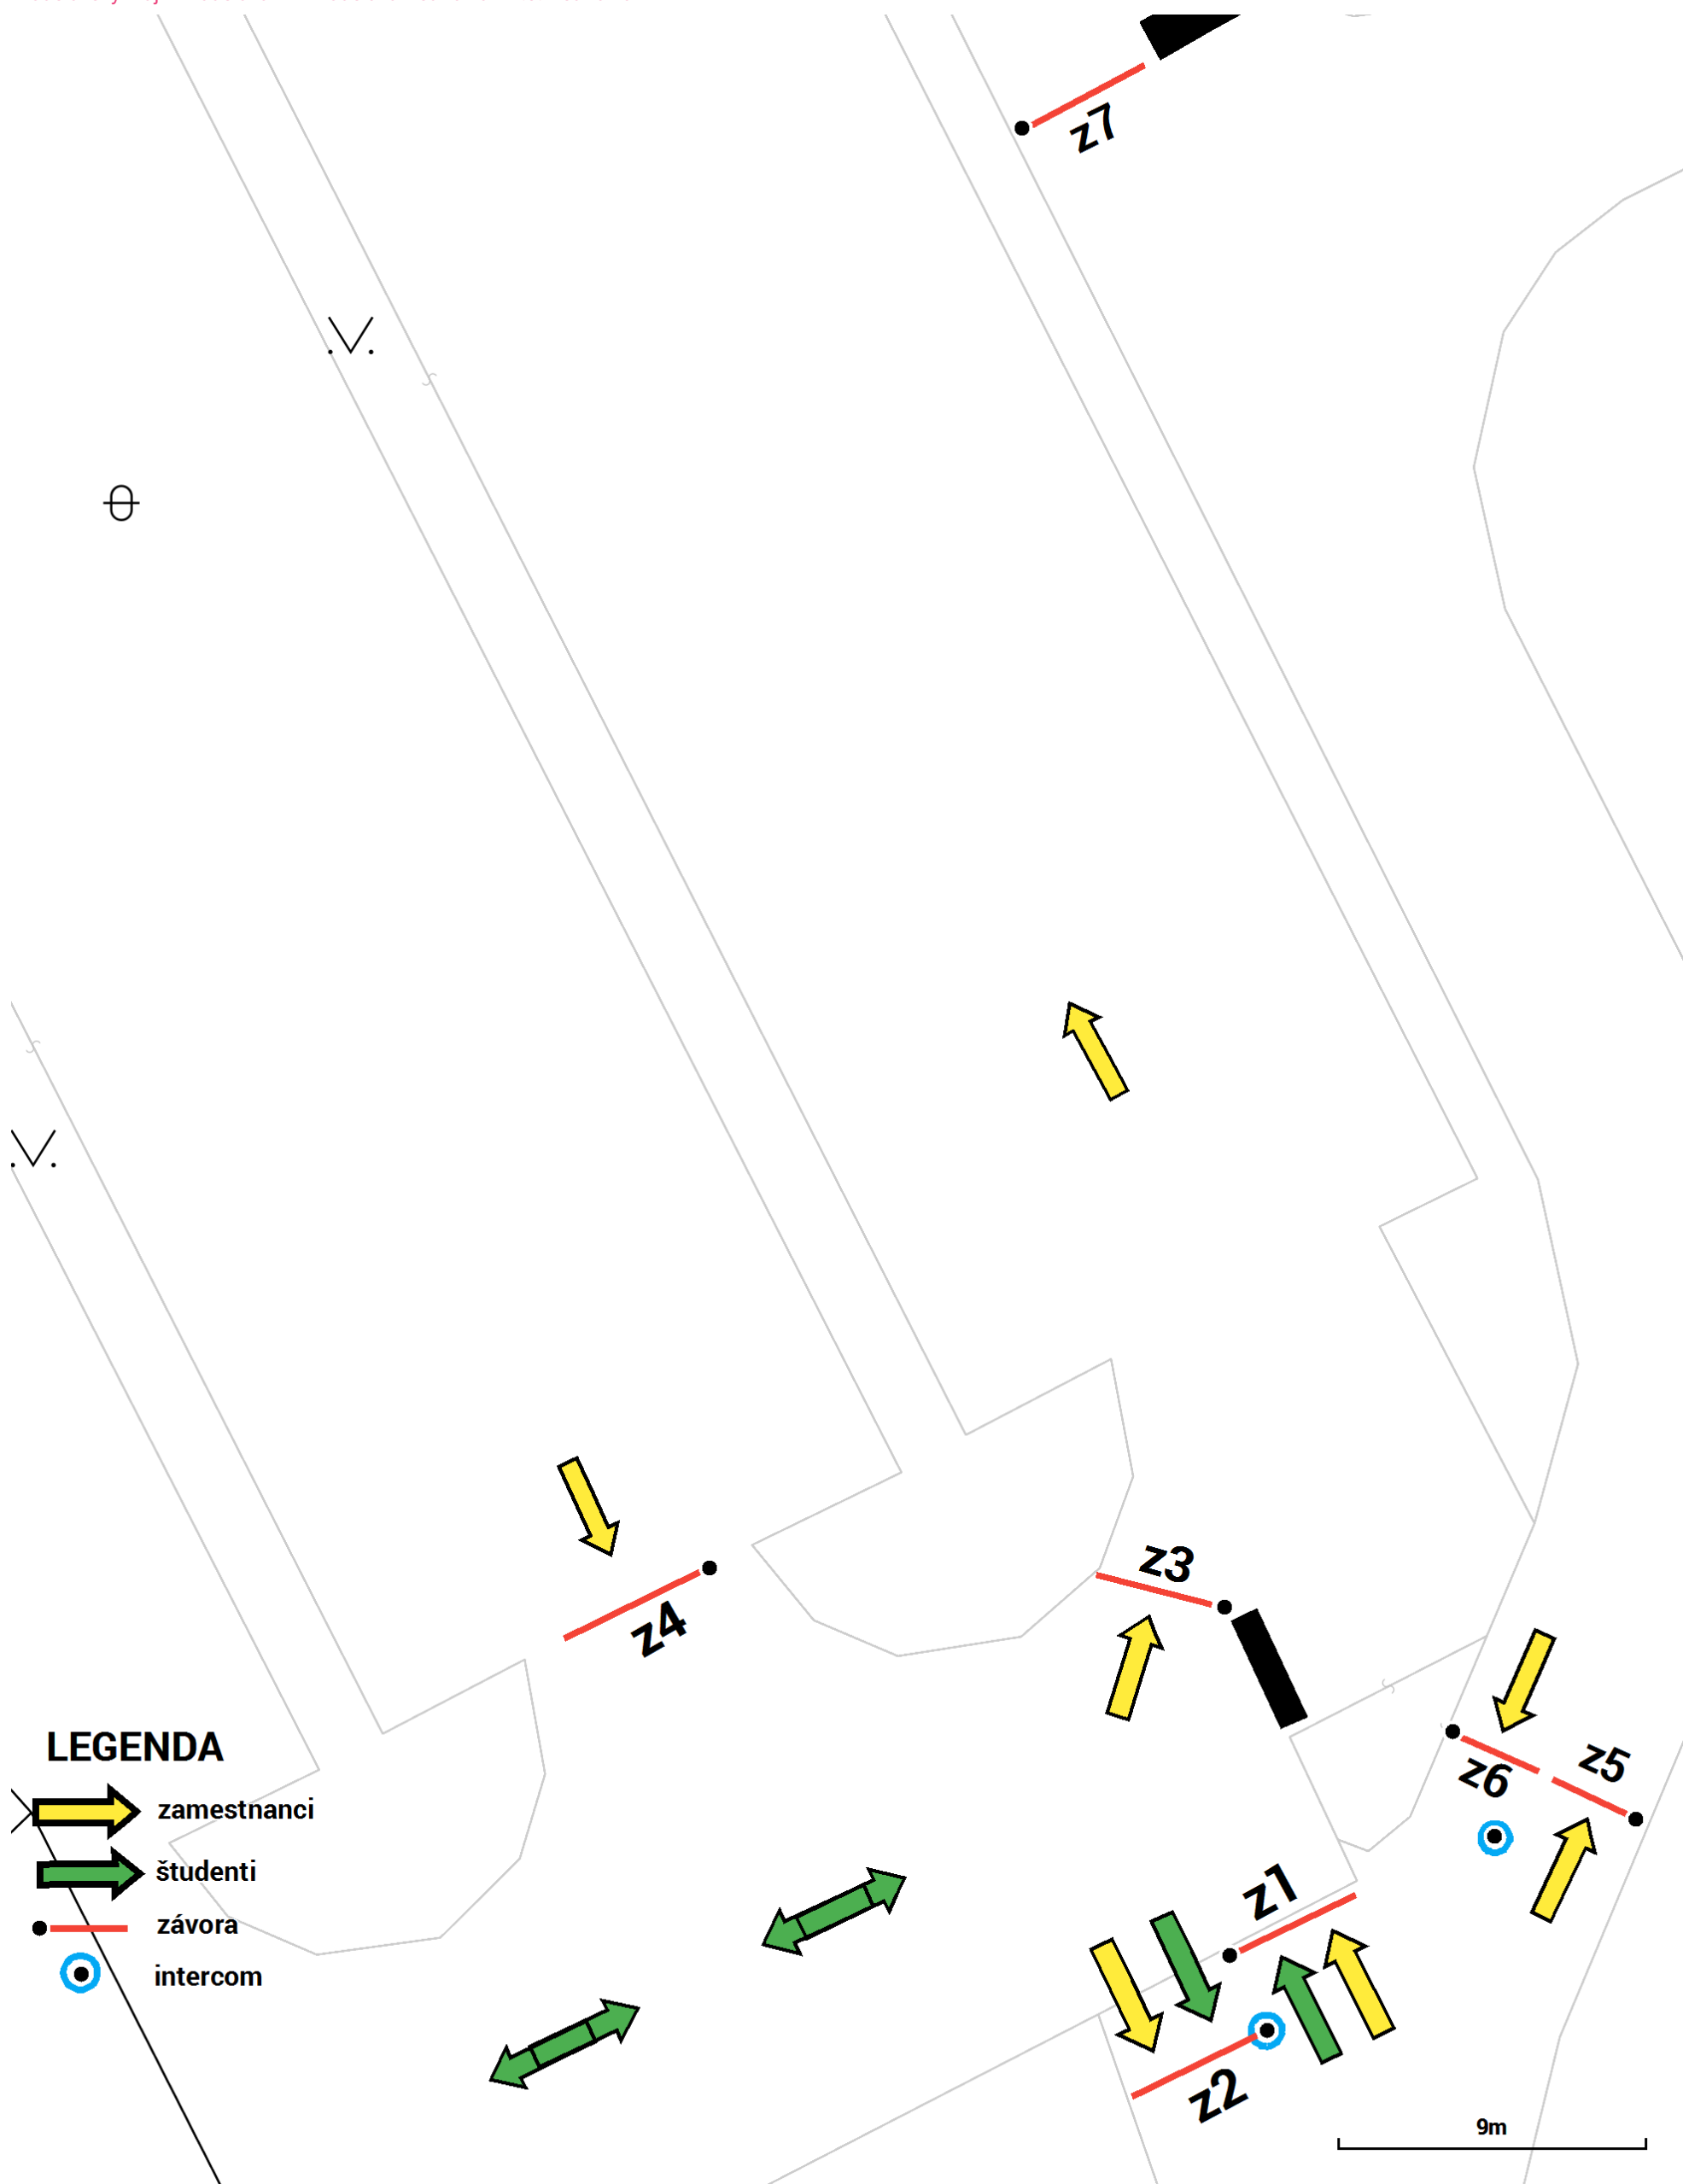 z7
z3
z4
z5
z6
LEGENDA
zamestnanci
študenti
závora
intercom
z1
z2
9m